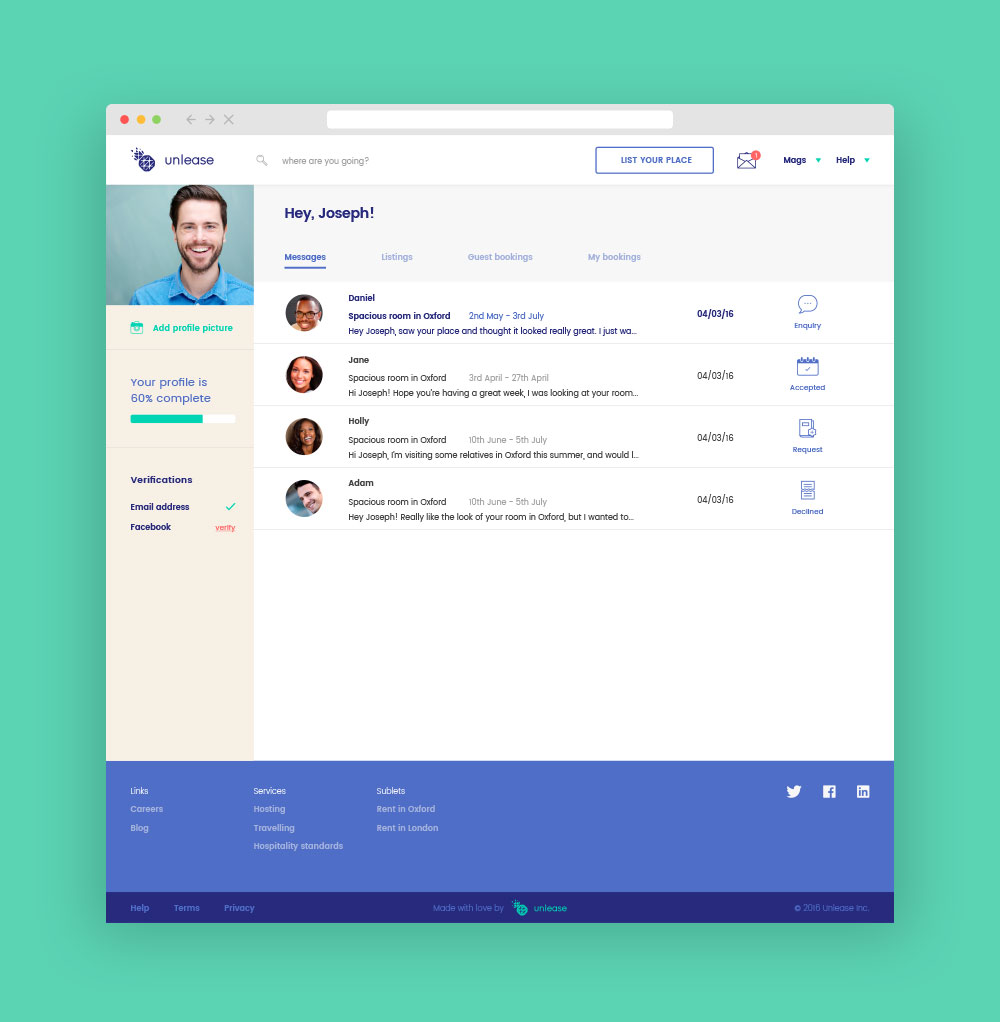 unlease
where are you going?
LIST YOUR PLACE
1
Mags
Help
Hey, Joseph!
Messages
Listings
Guest bookings
My bookings
Add profile picture
Your profile is
60% complete
Verifications
Email address
Facebook
verify
Daniel
Spacious room in Oxford 2nd May - 3rd July
Hey Joseph, saw your place and thought it looked really great. I just wa...
04/03/16
Enquiry
Jane
Spacious room in Oxford 3rd April - 27th April
Hi Joseph! Hope you're having a great week, I was looking at your room...
04/03/16
Accepted
Holly
Spacious room in Oxford 10th June - 5th July
Hi Joseph, I'm visiting some relatives in Oxford this summer, and would l...
04/03/16
Request
Adam
Spacious room in Oxford 10th June - 5th July
Hey Joseph! Really like the look of your room in Oxford, but I wanted to...
04/03/16
Declined
Links
Careers
Blog
Services
Hosting
Travelling
Hospitality standards
Sublets
Rent in Oxford
Rent in London
Help
Terms
Privacy
Made with love by unlease
© 2016 Unlease Inc.